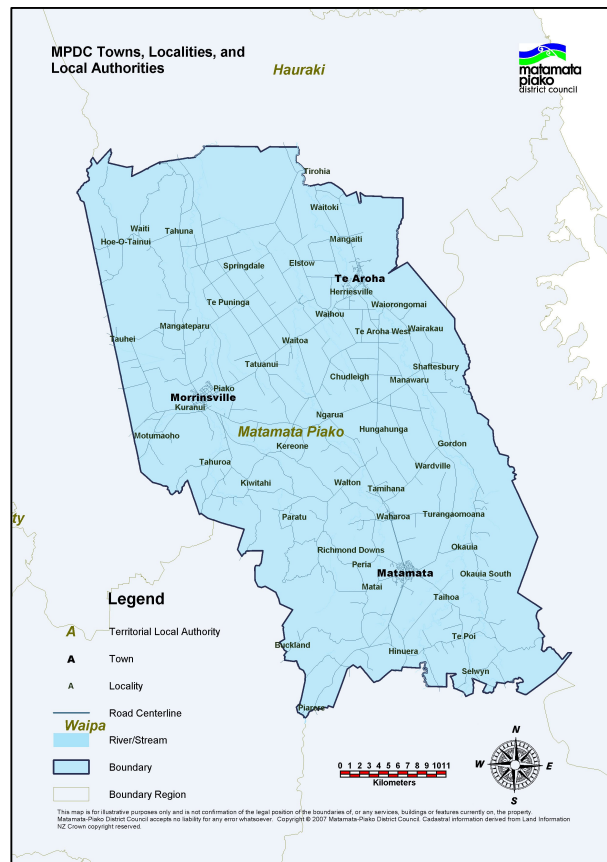 MPDC Towns, Localities, and
Local Authorities
Hauraki
matamata
piako
district council
Tirohia
Waitoki
Waiti
Tahuna
Hoe-O-Tainui
Mangaiti
Springdale
Elstow
Te Aroha
Herriesville
Te Puninga
Waiorongomai
Waihou
Mangateparu
Te Aroha West
Wairakau
Tauhei
Waitoa
Tatuanui
Shaftesbury
Chudleigh
Manawaru
Piako
Morrinsville
Kuranui
Ngarua
Motumaoho
Matamata Piako
Hungahunga
Kereone
Gordon
Tahuroa
Wardville
Kiwitahi
Walton
Tamihana
ty
Paratu
Waharoa
Turangaomoana
Richmond Downs
Okauia
Peria
Matamata
Okauia South
Matai
Taihoa
Legend
A Territorial Local Authority
A Town
A Locality
Road Centerline
Waipa
River/Stream
Boundary
Boundary Region
Buckland
Te Poi
Hinuera
Selwyn
Piarere
0 1 2 3 4 5 6 7 8 9 1011
Kilometers
N
W
E
S
This map is for illustrative purposes only and is not confirmation of the legal position of the boundaries of, or any services, buildings or features currently on, the property.
Matamata-Piako District Council accepts no liability for any error whatsoever. Copyright © 2007 Matamata-Piako District Council. Cadastral information derived from Land Information
NZ Crown copyright reserved.